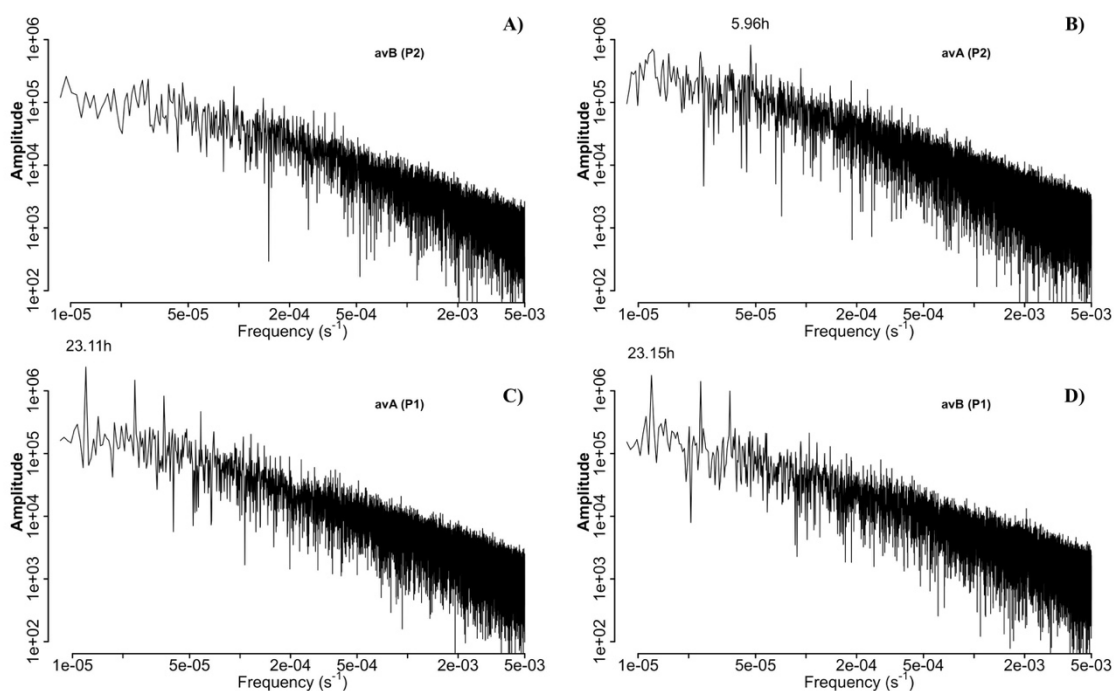 A)
avB (P2)
1e+06
1e+05
1e+04
1e+03
1e+02
Amplitude
1e-05
5e-05
2e-04
5e-04
2e-03
5e-03
Frequency (s-1)
B)
5.96h
avA (P2)
1e+06
1e+05
1e+04
1e+03
1e+02
Amplitude
1e-05
5e-05
2e-04
5e-04
2e-03
5e-03
Frequency (s-1)
23.11h
C)
avA (P1)
1e+06
1e+05
1e+04
1e+03
1e+02
Amplitude
1e-05
5e-05
2e-04
5e-04
2e-03
5e-03
Frequency (s-1)
23.15h
D)
avB (P1)
1e+06
1e+05
1e+04
1e+03
1e+02
Amplitude
1e-05
5e-05
2e-04
5e-04
2e-03
5e-03
Frequency (s-1)